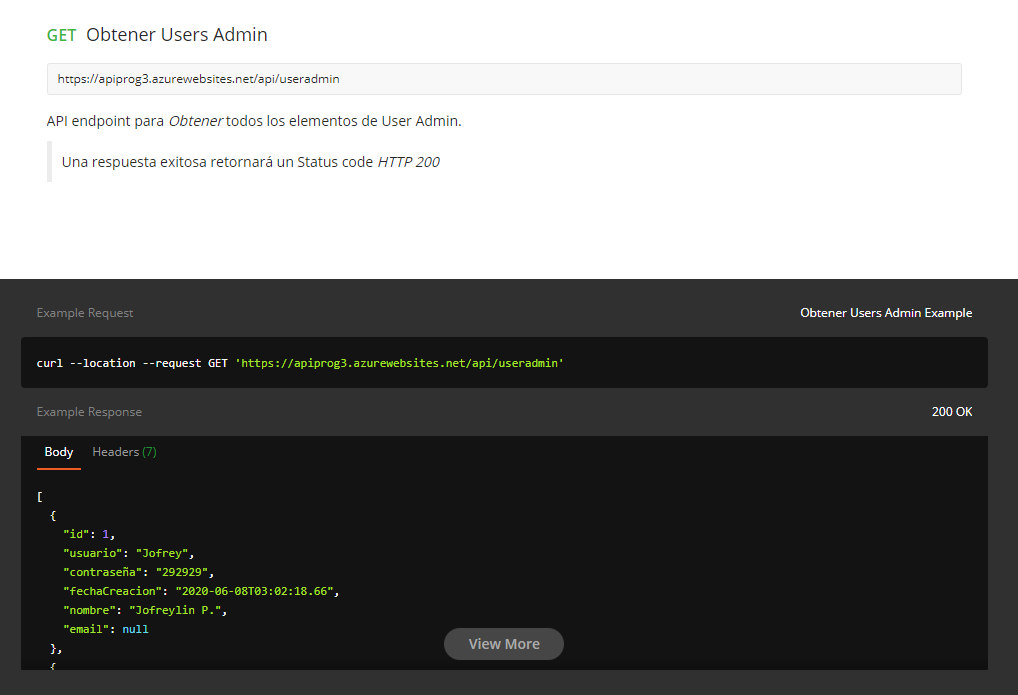 GET Obtener Users Admin
https://apiprog3.azurewebsites.net/api/useradmin
API endpoint para Obtener todos los elementos de User Admin.
Una respuesta exitosa retornará un Status code HTTP 200
Example Request
Obtener Users Admin Example
curl --location --request GET 'https://apiprog3.azurewebsites.net/api/useradmin'
Example Response
200 OK
Body Headers (7)
[
{
"id": 1,
"usuario": "Jofrey",
"contraseña": "292929",
"fechaCreacion": "2020-06-08T03:02:18.66",
"nombre": "Jofreylin P.",
"email": null
},
{
View More